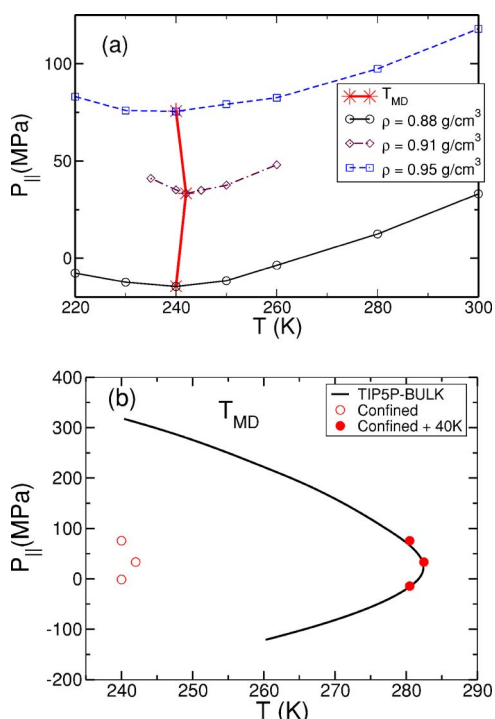 (a)
100
50
0
P||(MPa)
T_MD
ρ = 0.88 g/cm³
ρ = 0.91 g/cm³
ρ = 0.95 g/cm³
220 240 260 280 300
T (K)
(b)
T_MD
TIP5P-BULK
Confined
Confined + 40K
400
300
200
100
0
-100
-200
P||(MPa)
240 250 260 270 280 290
T (K)